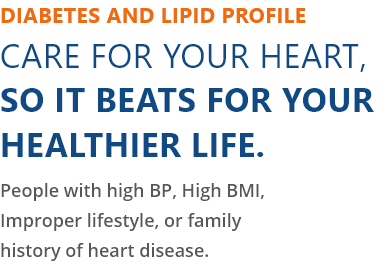 DIABETES AND LIPID PROFILE
CARE FOR YOUR HEART,
SO IT BEATS FOR YOUR
HEALTHIER LIFE.
People with high BP, High BMI,
Improper lifestyle, or family
history of heart disease.